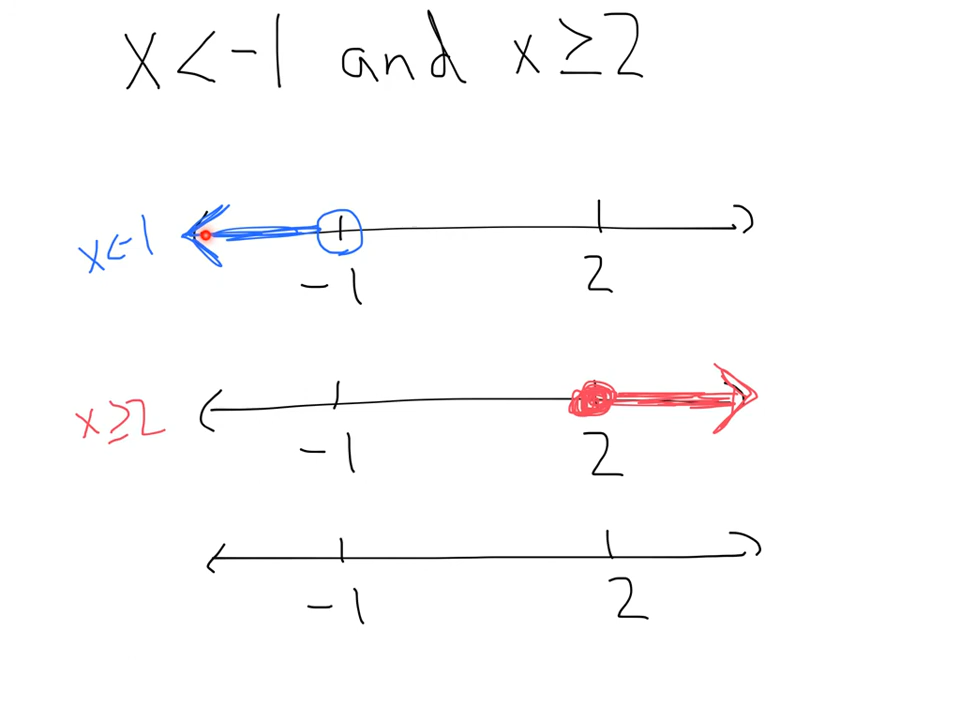 x < -1 and x ≥ 2
x < -1
-1 2
x ≥ 2
-1 2
-1 2